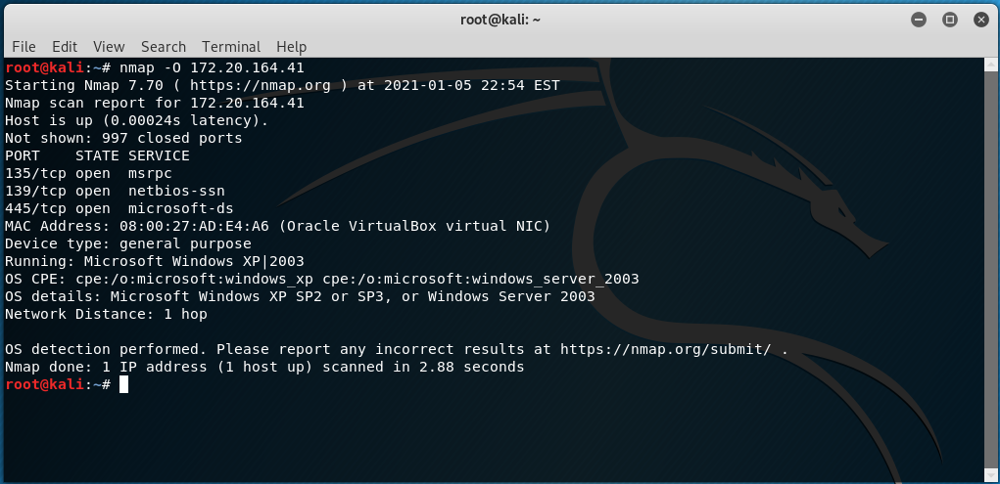 root@kali: ~
File Edit View Search Terminal Help
root@kali:~# nmap -O 172.20.164.41
Starting Nmap 7.70 ( https://nmap.org ) at 2021-01-05 22:54 EST
Nmap scan report for 172.20.164.41
Host is up (0.00024s latency).
Not shown: 997 closed ports
PORT    STATE SERVICE
135/tcp open  msrpc
139/tcp open  netbios-ssn
445/tcp open  microsoft-ds
MAC Address: 08:00:27:AD:E4:A6 (Oracle VirtualBox virtual NIC)
Device type: general purpose
Running: Microsoft Windows XP|2003
OS CPE: cpe:/o:microsoft:windows_xp cpe:/o:microsoft:windows_server_2003
OS details: Microsoft Windows XP SP2 or SP3, or Windows Server 2003
Network Distance: 1 hop
OS detection performed. Please report any incorrect results at https://nmap.org/submit/ .
Nmap done: 1 IP address (1 host up) scanned in 2.88 seconds
root@kali:~#